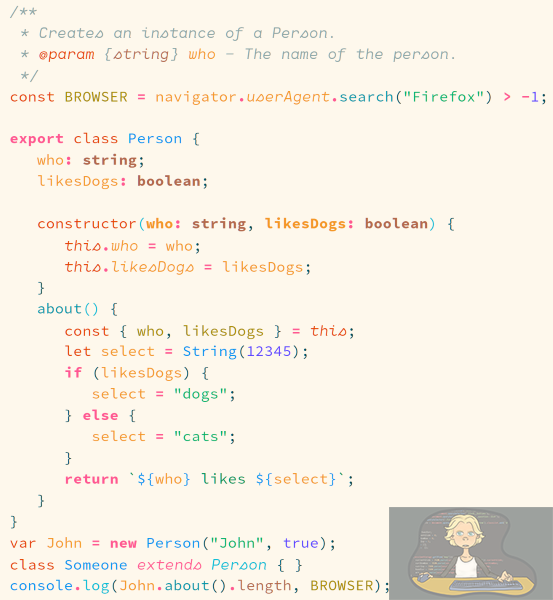 /**
 * Creates an instance of a Person.
 * @param {string} who - The name of the person.
 */
const BROWSER = navigator.userAgent.search("Firefox") > -1;

export class Person {
   who: string;
   likesDogs: boolean;

   constructor(who: string, likesDogs: boolean) {
      this.who = who;
      this.likesDogs = likesDogs;
   }
   about() {
      const { who, likesDogs } = this;
      let select = String(12345);
      if (likesDogs) {
         select = "dogs";
      } else {
         select = "cats";
      }
      return `${who} likes ${select}`;
   }
}
var John = new Person("John", true);
class Someone extends Person { }
console.log(John.about().length, BROWSER);